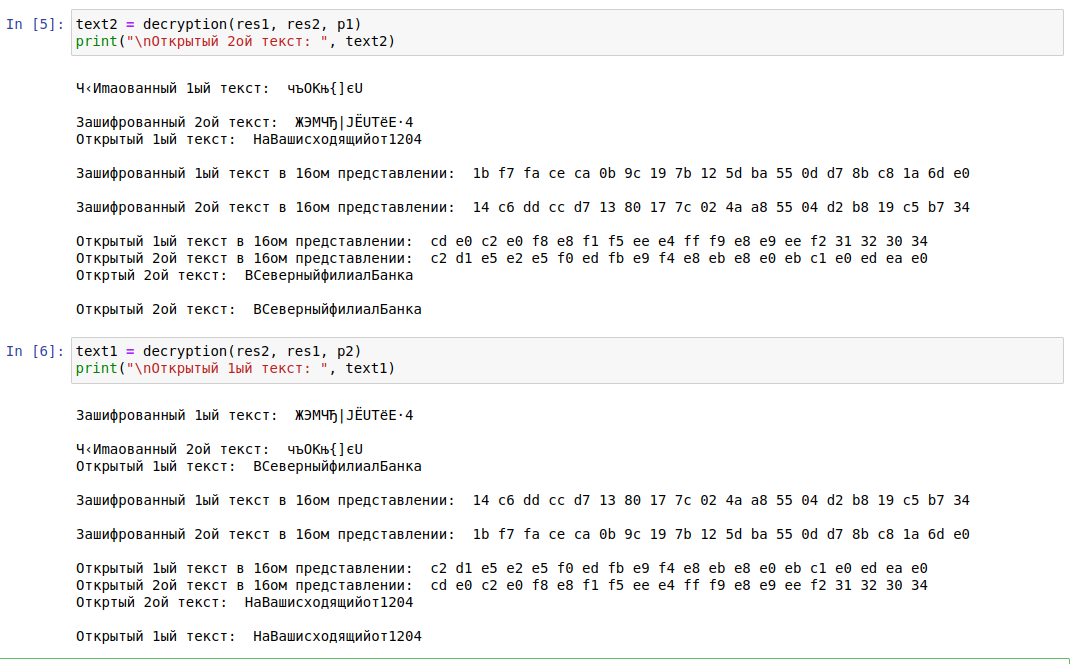 In [5]: text2 = decryption(res1, res2, p1)
print("\nОткрытый 2ой текст: ", text2)
Ч‹Имаованный 1ый текст:  чъОКњ{]єU
Зашифрованный 2ой текст:  ЖЭМЧЂ|JЁUТёЕ·4
Открытый 1ый текст:  НаВашисходящийот1204
Зашифрованный 1ый текст в 16ом представлении:  1b f7 fa ce ca 0b 9c 19 7b 12 5d ba 55 0d d7 8b c8 1a 6d e0
Зашифрованный 2ой текст в 16ом представлении:  14 c6 dd cc d7 13 80 17 7c 02 4a a8 55 04 d2 b8 19 c5 b7 34
Открытый 1ый текст в 16ом представлении:  cd e0 c2 e0 f8 e8 f1 f5 ee e4 ff f9 e8 e9 ee f2 31 32 30 34
Открытый 2ой текст в 16ом представлении:  c2 d1 e5 e2 e5 f0 ed fb e9 f4 e8 eb e8 e0 eb c1 e0 ed ea e0
Откртый 2ой текст:  ВСеверныйфилиалБанка
Открытый 2ой текст:  ВСеверныйфилиалБанка
In [6]: text1 = decryption(res2, res1, p2)
print("\nОткрытый 1ый текст: ", text1)
Зашифрованный 1ый текст:  ЖЭМЧЂ|JЁUТёЕ·4
Ч‹Имаованный 2ой текст:  чъОКњ{]єU
Открытый 1ый текст:  ВСеверныйфилиалБанка
Зашифрованный 1ый текст в 16ом представлении:  14 c6 dd cc d7 13 80 17 7c 02 4a a8 55 04 d2 b8 19 c5 b7 34
Зашифрованный 2ой текст в 16ом представлении:  1b f7 fa ce ca 0b 9c 19 7b 12 5d ba 55 0d d7 8b c8 1a 6d e0
Открытый 1ый текст в 16ом представлении:  c2 d1 e5 e2 e5 f0 ed fb e9 f4 e8 eb e8 e0 eb c1 e0 ed ea e0
Открытый 2ой текст в 16ом представлении:  cd e0 c2 e0 f8 e8 f1 f5 ee e4 ff f9 e8 e9 ee f2 31 32 30 34
Откртый 2ой текст:  НаВашисходящийот1204
Открытый 1ый текст:  НаВашисходящийот1204